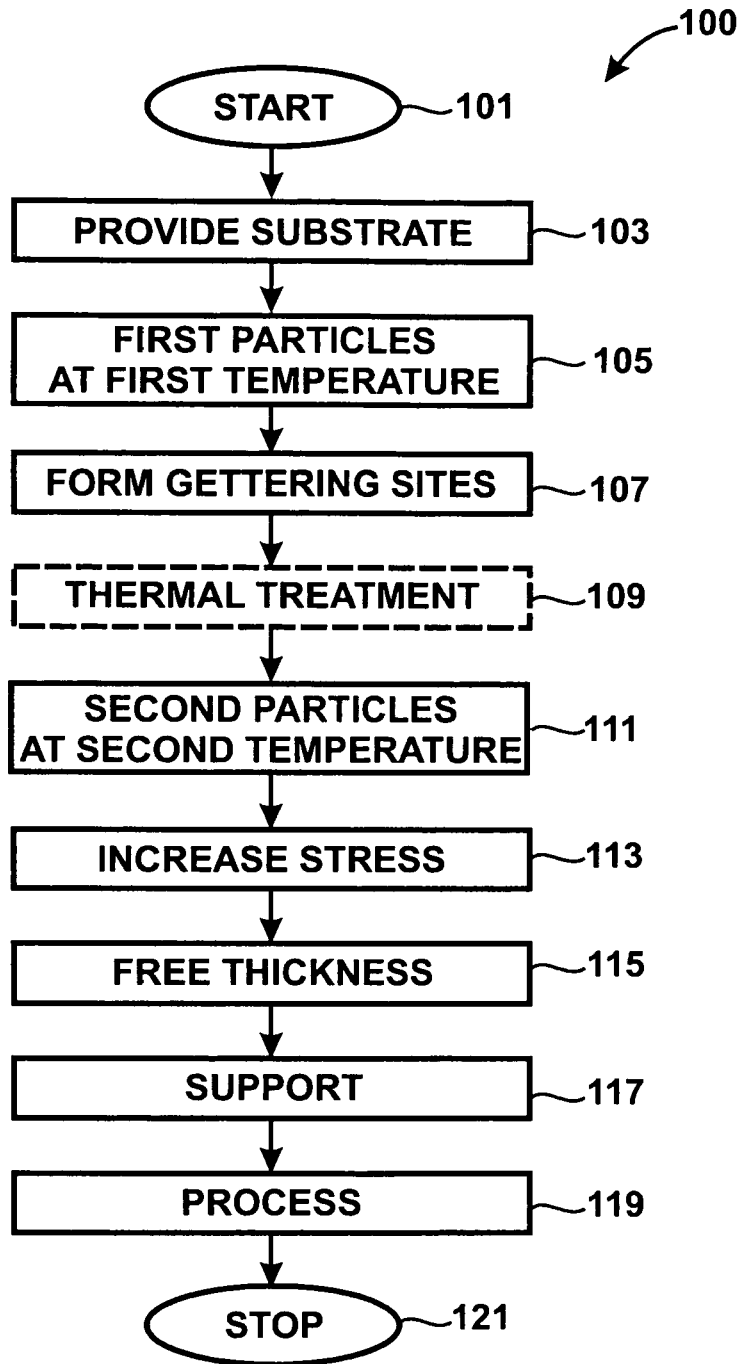 100
START 101
PROVIDE SUBSTRATE 103
FIRST PARTICLES
AT FIRST TEMPERATURE 105
FORM GETTERING SITES 107
THERMAL TREATMENT 109
SECOND PARTICLES
AT SECOND TEMPERATURE 111
INCREASE STRESS 113
FREE THICKNESS 115
SUPPORT 117
PROCESS 119
STOP 121